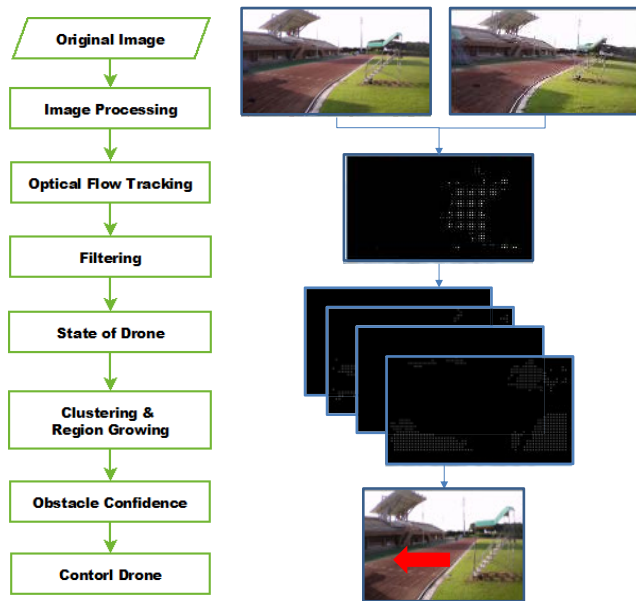 Original Image
Image Processing
Optical Flow Tracking
Filtering
State of Drone
Clustering &
Region Growing
Obstacle Confidence
Contorl Drone